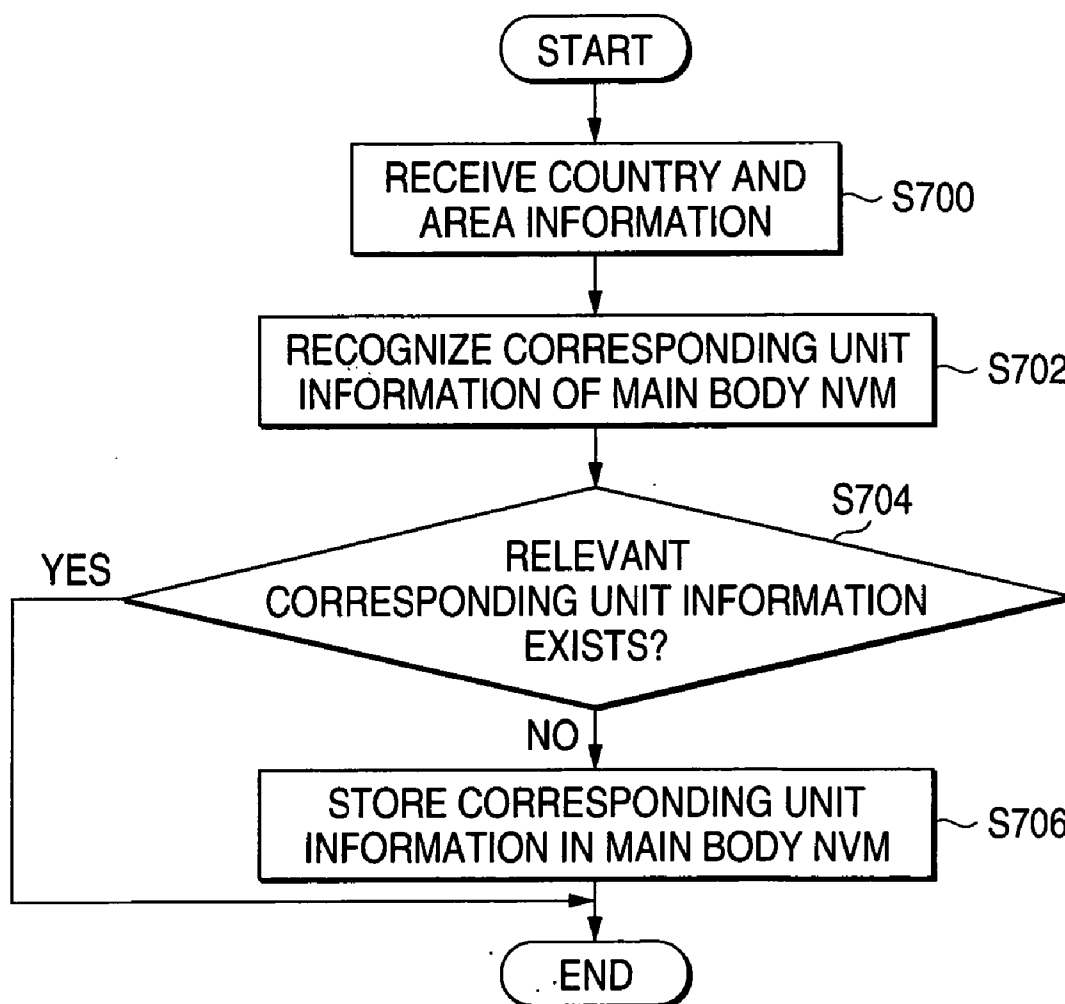 START
RECEIVE COUNTRY AND
AREA INFORMATION
S700
RECOGNIZE CORRESPONDING UNIT
INFORMATION OF MAIN BODY NVM
S702
S704
YES
RELEVANT
CORRESPONDING UNIT INFORMATION
EXISTS?
NO
STORE CORRESPONDING UNIT
INFORMATION IN MAIN BODY NVM
S706
END